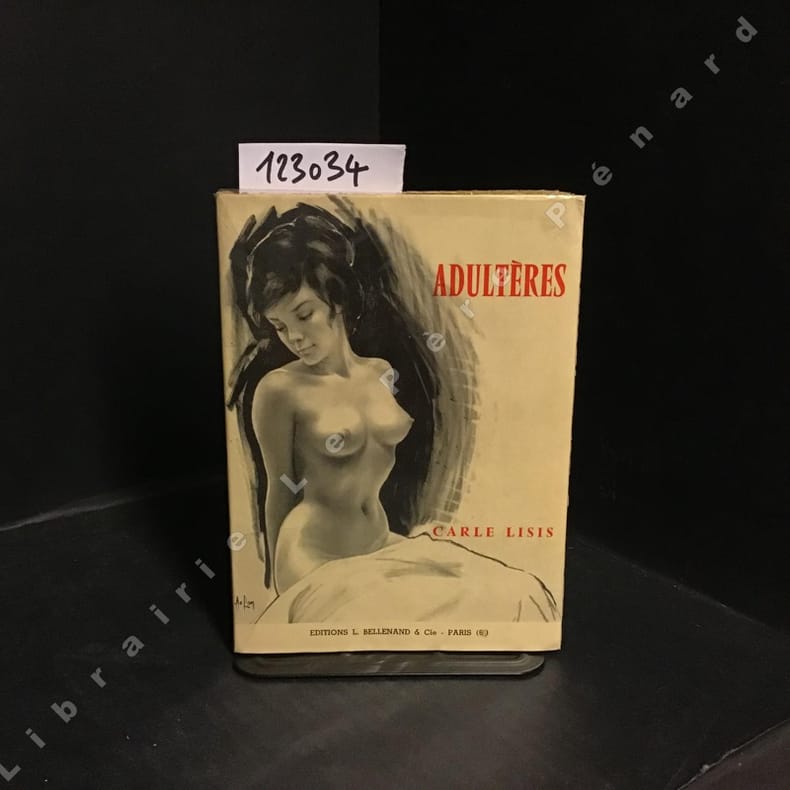 123034
ADULTÈRES
CARLE LISIS
EDITIONS L. BELLENAND & Cie - PARIS
Librairie Le Père Pénard